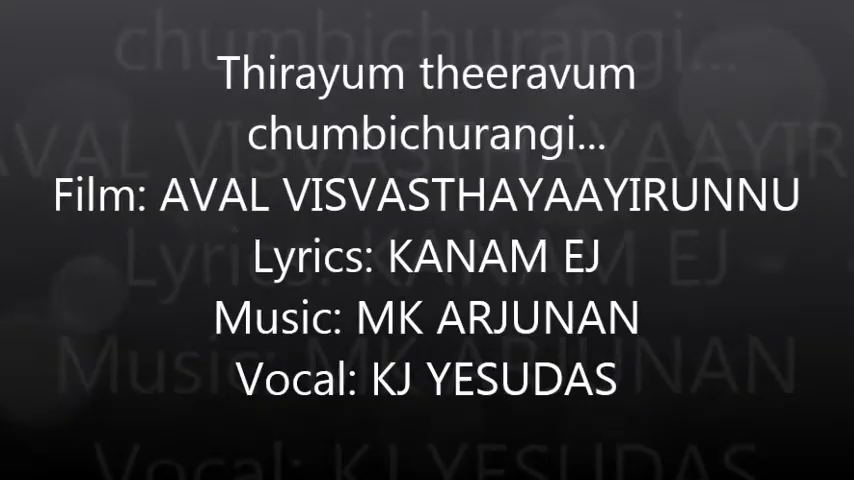 Thirayum theeravum
chumbichurangi...
Film: AVAL VISVASTHAYAAYIRUNNU
Lyrics: KANAM EJ
Music: MK ARJUNAN
Vocal: KJ YESUDAS